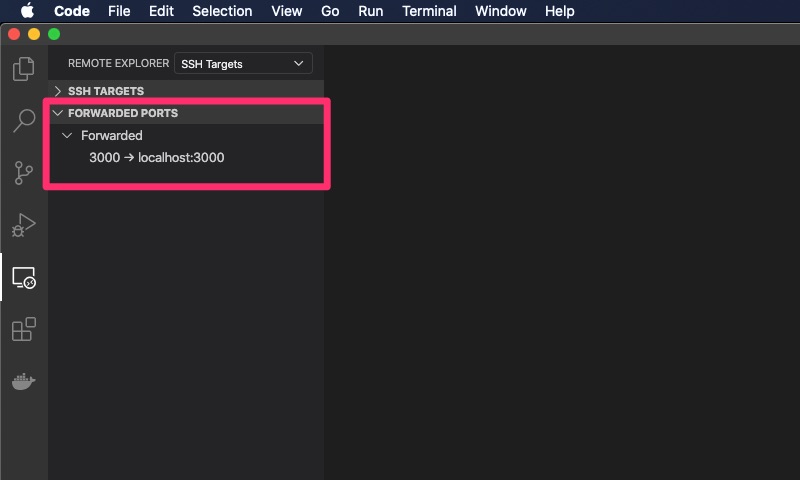 Code File Edit Selection View Go Run Terminal Window Help
REMOTE EXPLORER SSH Targets
SSH TARGETS
FORWARDED PORTS
Forwarded
3000 → localhost:3000